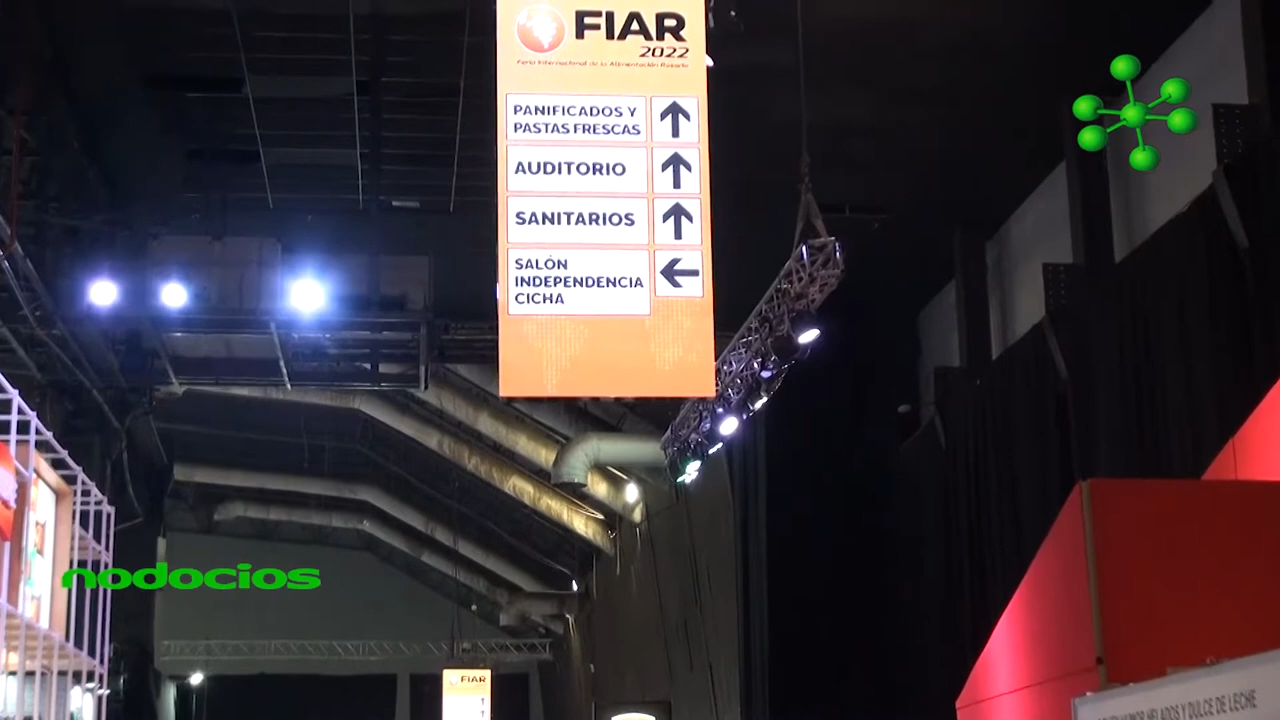 FIAR
2022
Feria Internacional de la Alimentación Rosario
PANIFICADOS Y
PASTAS FRESCAS
AUDITORIO
SANITARIOS
SALÓN
INDEPENDENCIA
CICHA
nodocios
FIAR
HELADOS Y DULCE DE LECHE